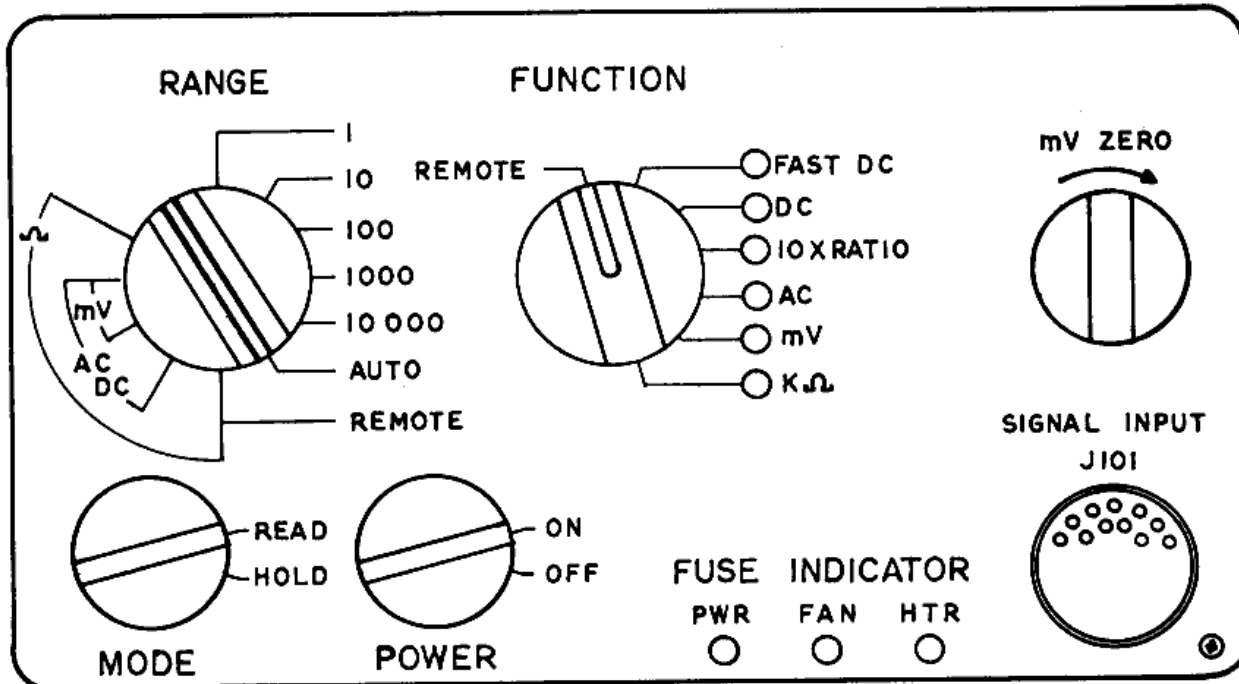 RANGE
1
10
100
1000
10 000
AUTO
REMOTE
Ω
mV
AC
DC
FUNCTION
REMOTE
FAST DC
DC
10 X RATIO
AC
mV
KΩ
mV ZERO
SIGNAL INPUT
J101
READ
HOLD
MODE
ON
OFF
POWER
FUSE INDICATOR
PWR FAN HTR